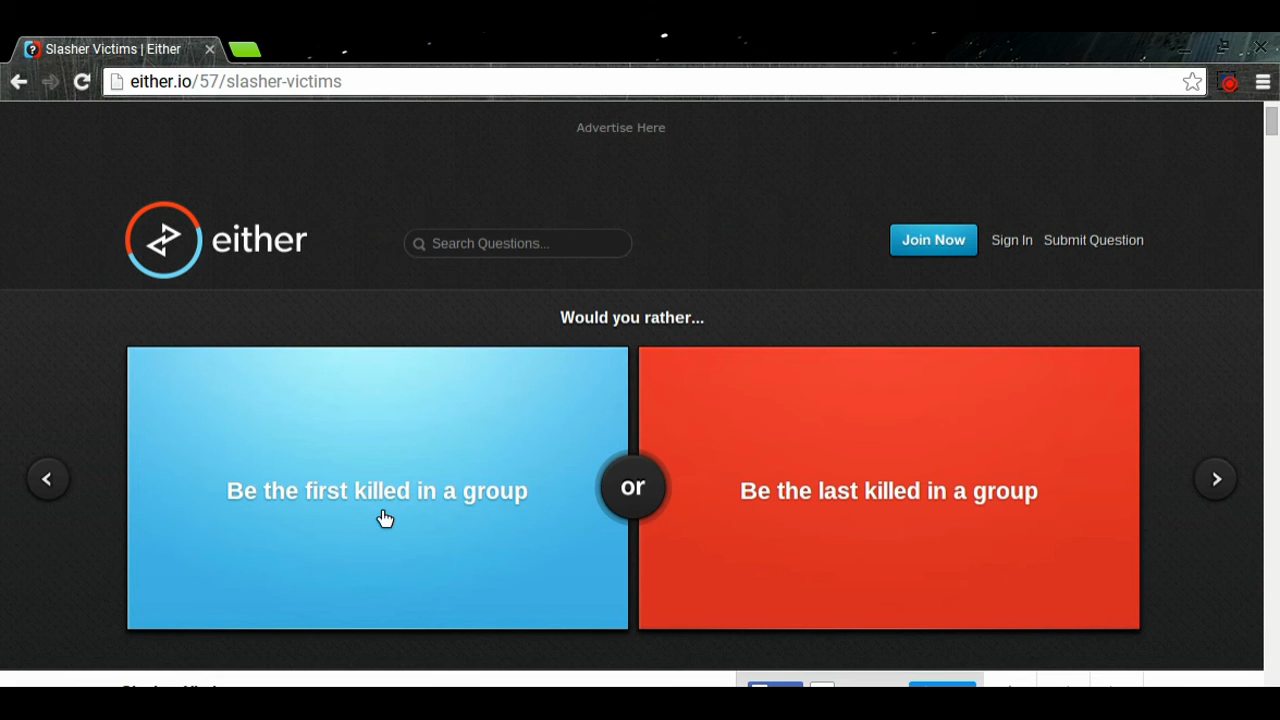 Slasher Victims | Either
either.io/57/slasher-victims
Advertise Here
either
Search Questions...
Join Now
Sign In
Submit Question
Would you rather...
Be the first killed in a group
or
Be the last killed in a group